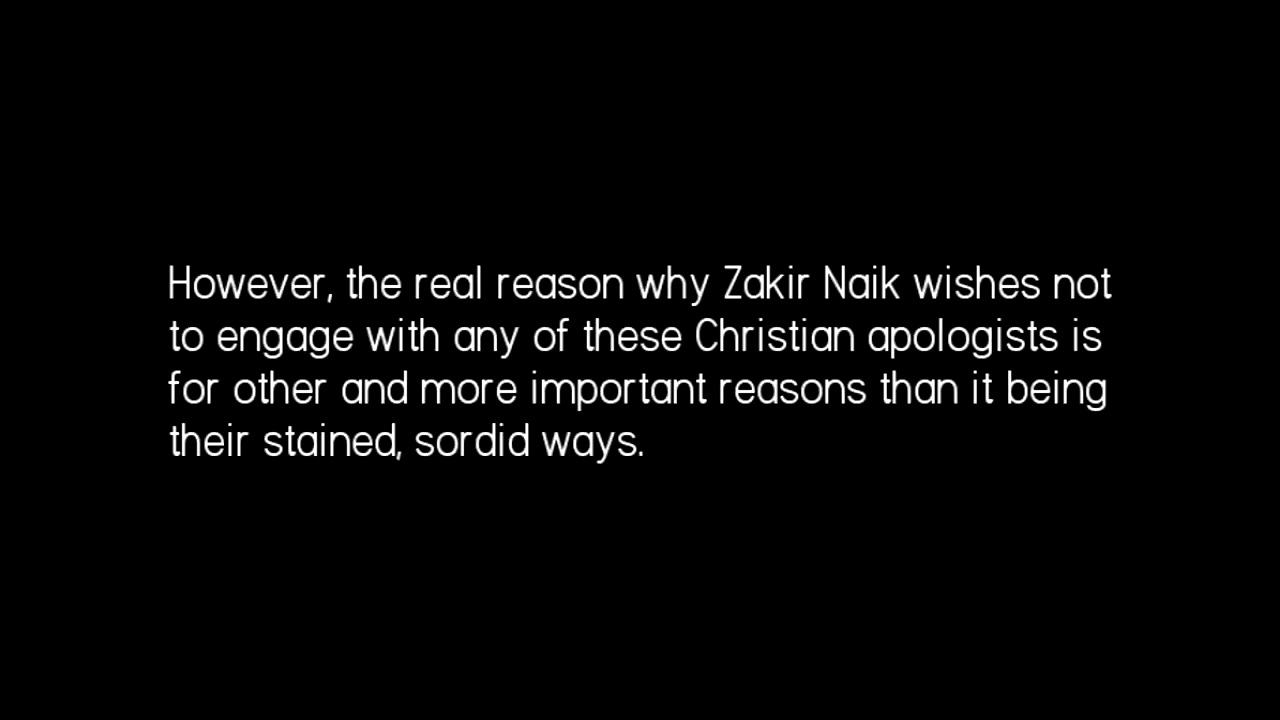 However, the real reason why Zakir Naik wishes not
to engage with any of these Christian apologists is
for other and more important reasons than it being
their stained, sordid ways.